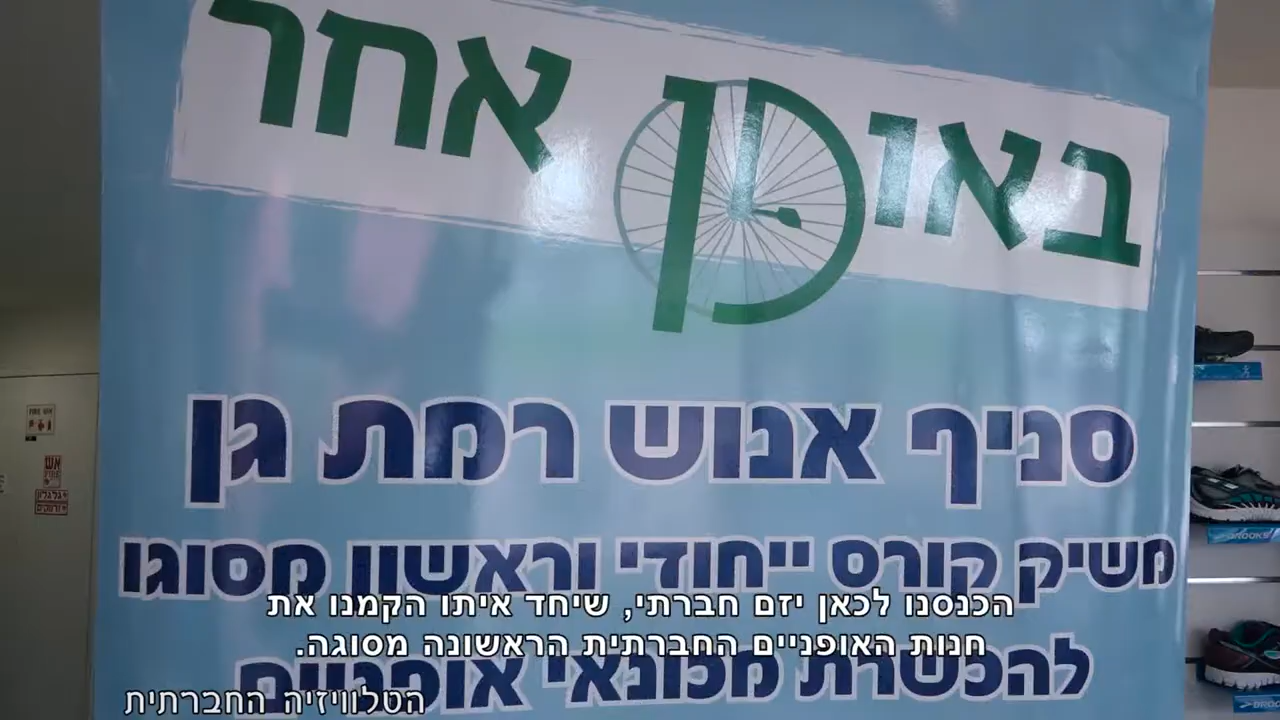 באופן אחר
סניף אנוש רמת גן
משיק קורס ייחודי וראשון מסוגו
להכשרת מכונאי אופניים
הכנסנו לכאן יזם חברתי, שיחד איתו הקמנו את
חנות האופניים החברתית הראשונה מסוגה.
הטלוויזיה החברתית
BROOKS